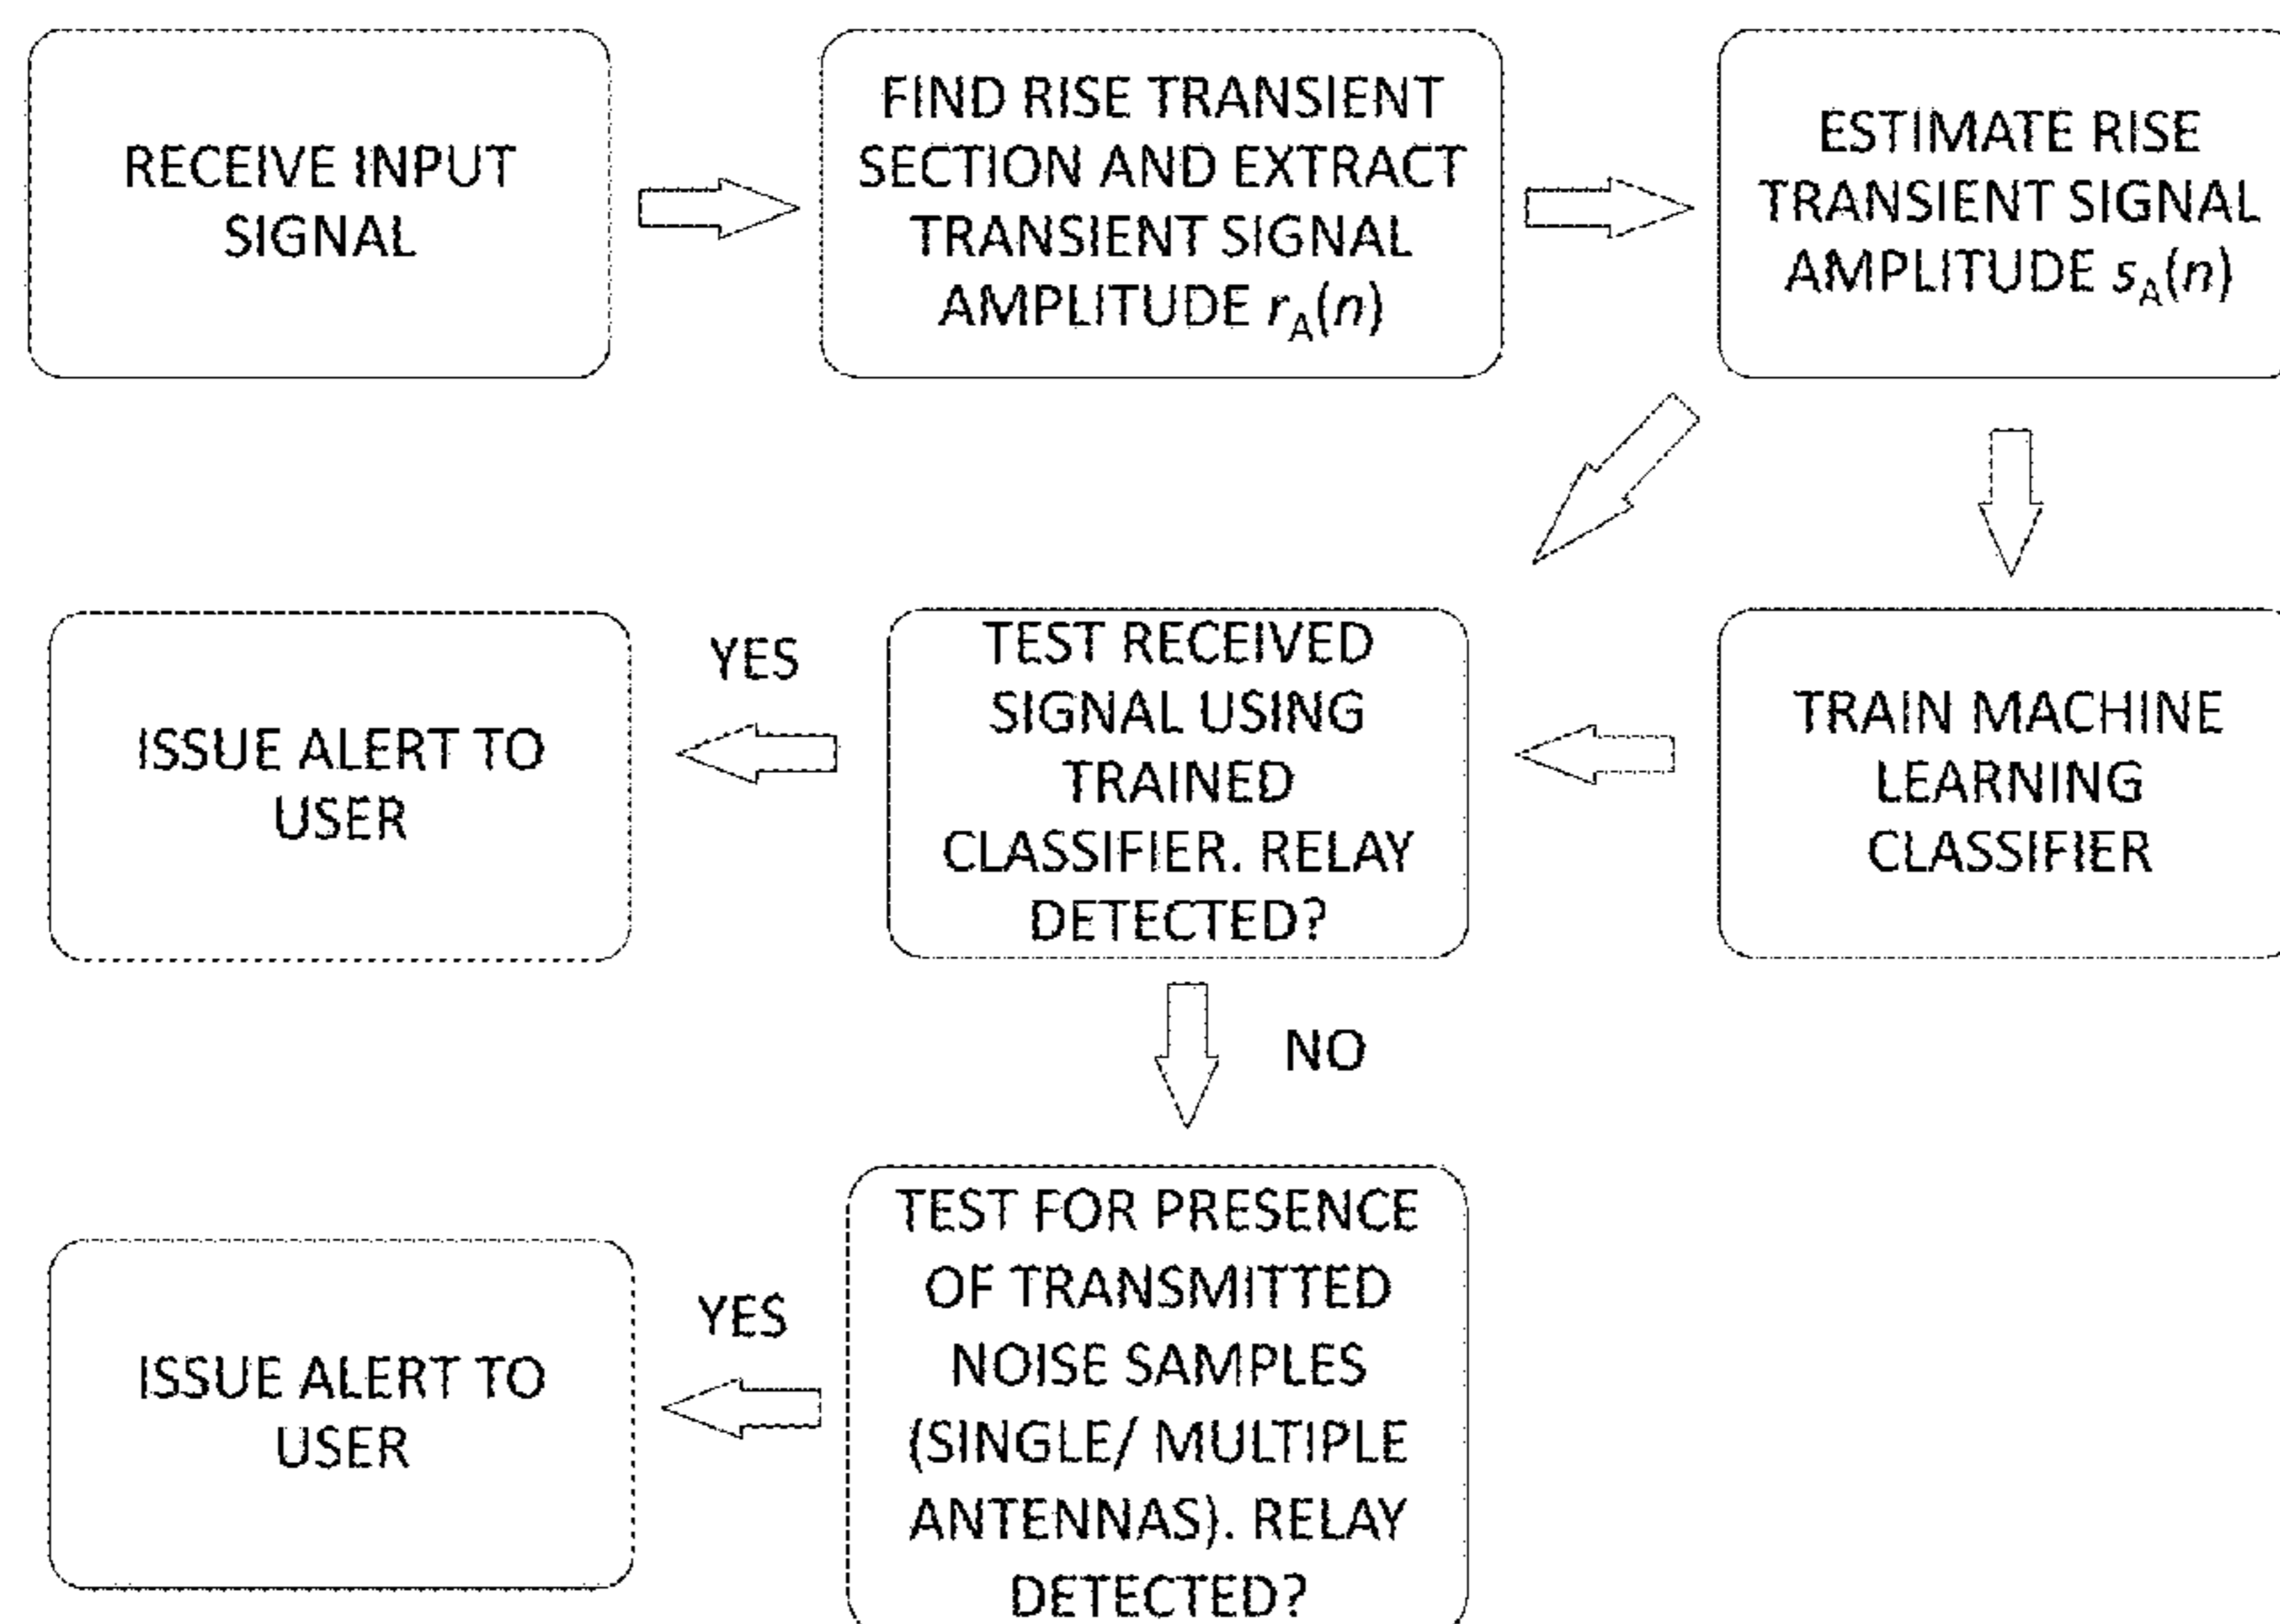 RECEIVE INPUT
SIGNAL
FIND RISE TRANSIENT
SECTION AND EXTRACT
TRANSIENT SIGNAL
AMPLITUDE r_A(n)
ESTIMATE RISE
TRANSIENT SIGNAL
AMPLITUDE s_A(n)
ISSUE ALERT TO
USER
YES
TEST RECEIVED
SIGNAL USING
TRAINED
CLASSIFIER. RELAY
DETECTED?
TRAIN MACHINE
LEARNING
CLASSIFIER
NO
ISSUE ALERT TO
USER
YES
TEST FOR PRESENCE
OF TRANSMITTED
NOISE SAMPLES
(SINGLE/ MULTIPLE
ANTENNAS). RELAY
DETECTED?